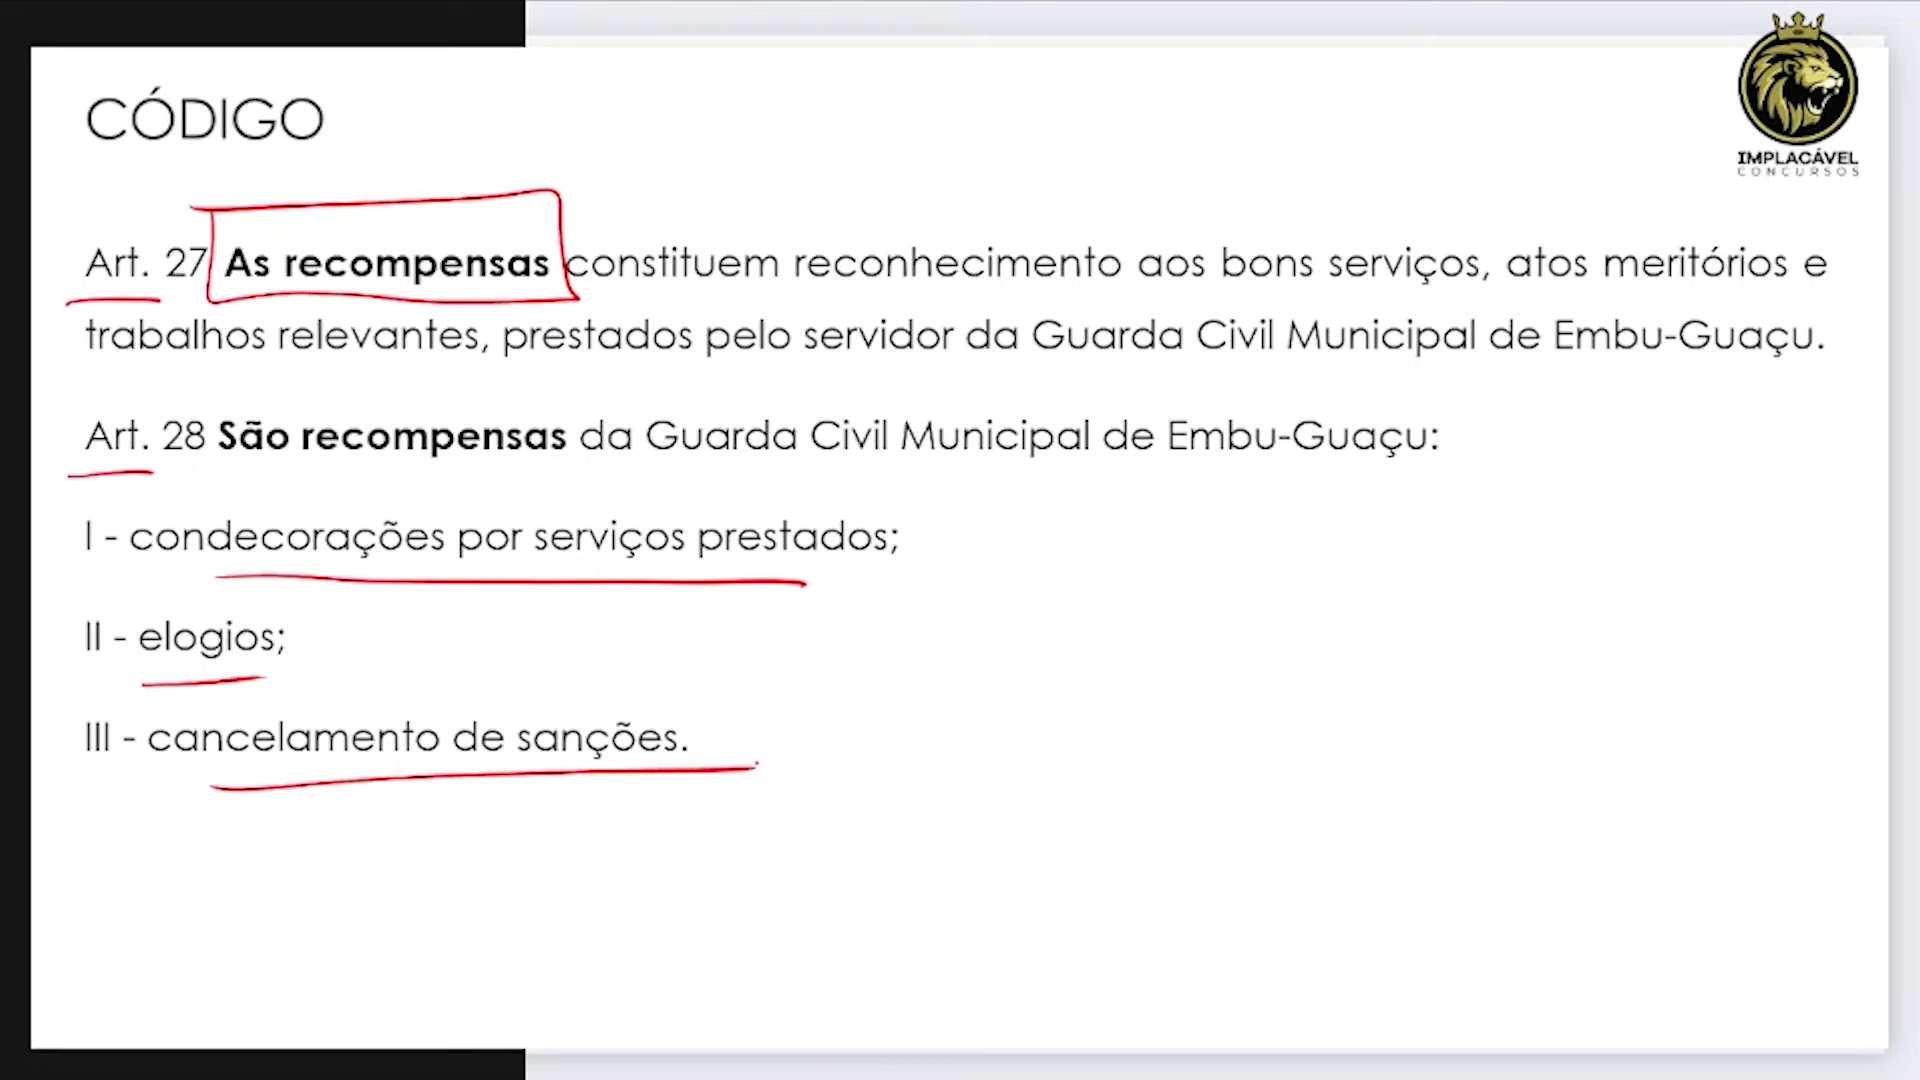 IMPLACÁVEL
CONCURSOS
CÓDIGO
Art. 27 As recompensas constituem reconhecimento aos bons serviços, atos meritórios e
trabalhos relevantes, prestados pelo servidor da Guarda Civil Municipal de Embu-Guaçu.
Art. 28 São recompensas da Guarda Civil Municipal de Embu-Guaçu:
I - condecorações por serviços prestados;
II - elogios;
III - cancelamento de sanções.